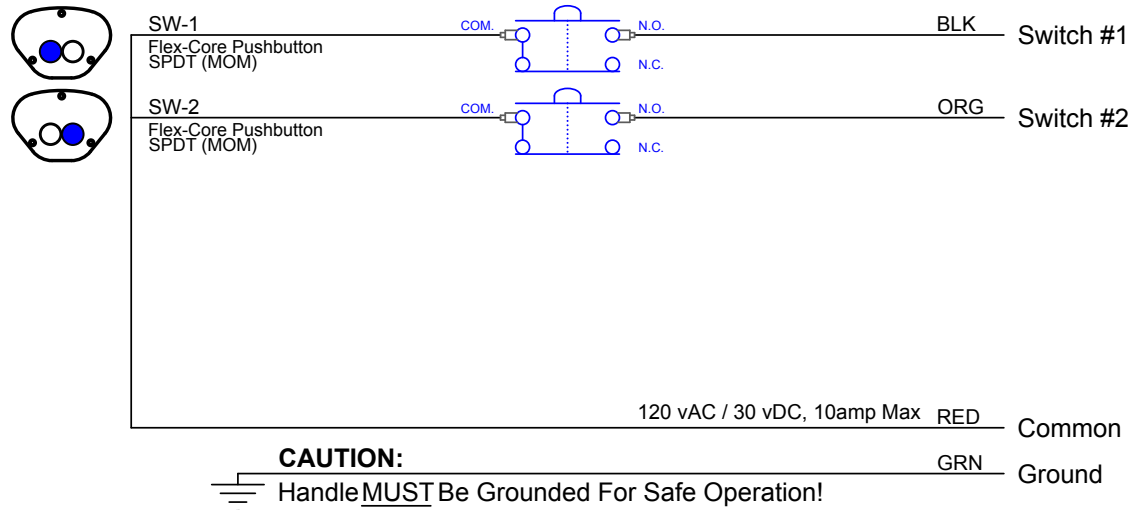 SW-1
COM.
N.O.
BLK
Switch #1
Flex-Core Pushbutton
SPDT (MOM)
N.C.
SW-2
COM.
N.O.
ORG
Switch #2
Flex-Core Pushbutton
SPDT (MOM)
N.C.
120 vAC / 30 vDC, 10amp Max
RED
Common
CAUTION:
GRN
Ground
Handle MUST Be Grounded For Safe Operation!